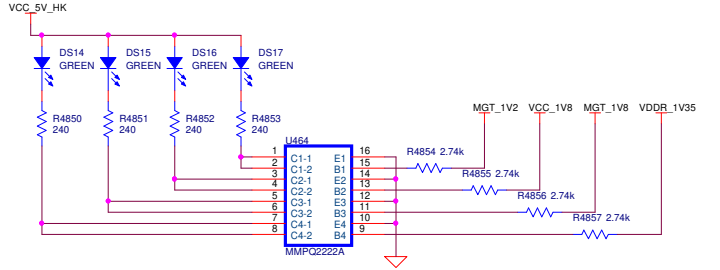 VCC_5V_HK
DS14
GREEN
DS15
GREEN
DS16
GREEN
DS17
GREEN
R4850
240
R4851
240
R4852
240
R4853
240
MGT_1V2
VCC_1V8
MGT_1V8
VDDR_1V35
U464
1 C1-1 E1 16
2 C1-2 B1 15
3 C2-1 E2 14
4 C2-2 B2 13
5 C3-1 E3 12
6 C3-2 B3 11
7 C4-1 E4 10
8 C4-2 B4 9
MMPQ2222A
R4854 2.74k
R4855 2.74k
R4856 2.74k
R4857 2.74k